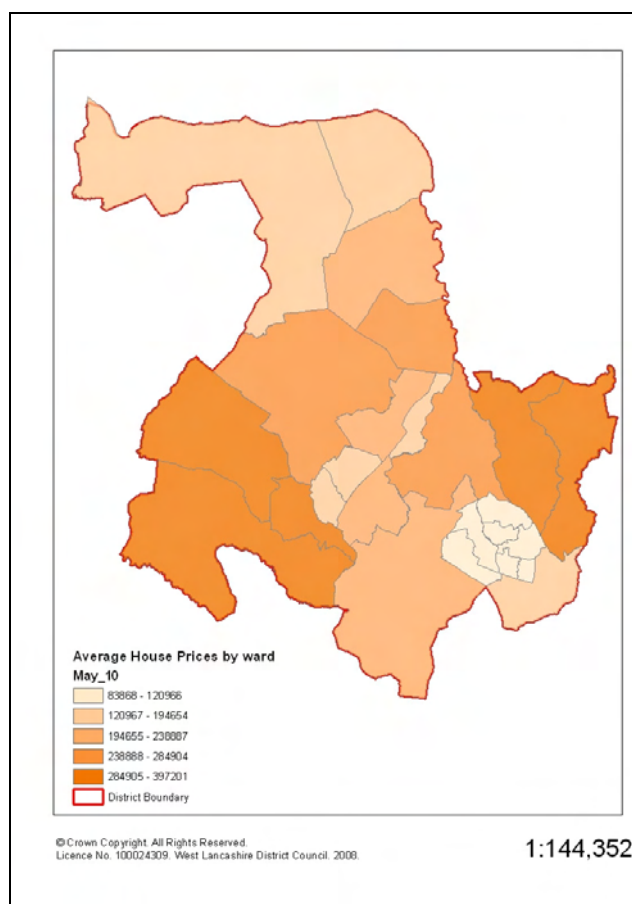 Average House Prices by ward
May_10
83868 - 120966
120967 - 194654
194655 - 238887
238888 - 284904
284905 - 397201
District Boundary
© Crown Copyright. All Rights Reserved.
Licence No. 100024309. West Lancashire District Council. 2008.
1:144,352